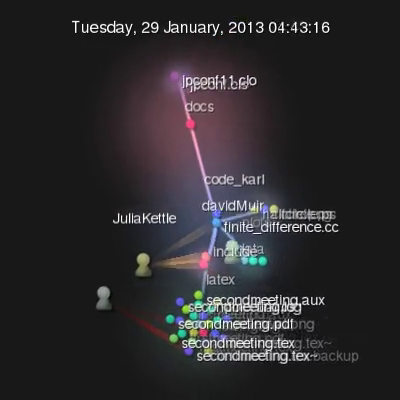 Tuesday, 29 January, 2013 04:43:16
jpconf11.clo
jpconf.cls
docs
code_karl
davidMuir
JuliaKettle
finite_difference.cc
include
latex
secondmeeting.aux
secondmeeting.log
secondmeeting.pdf
secondmeeting.tex
secondmeeting.tex~